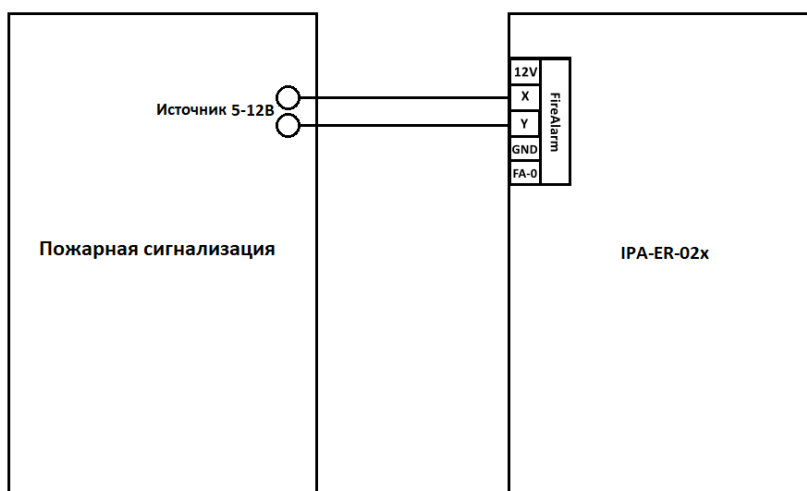 12V
X
Источник 5-12В
Y
GND
FA-0
FireAlarm
Пожарная сигнализация
IPA-ER-02x